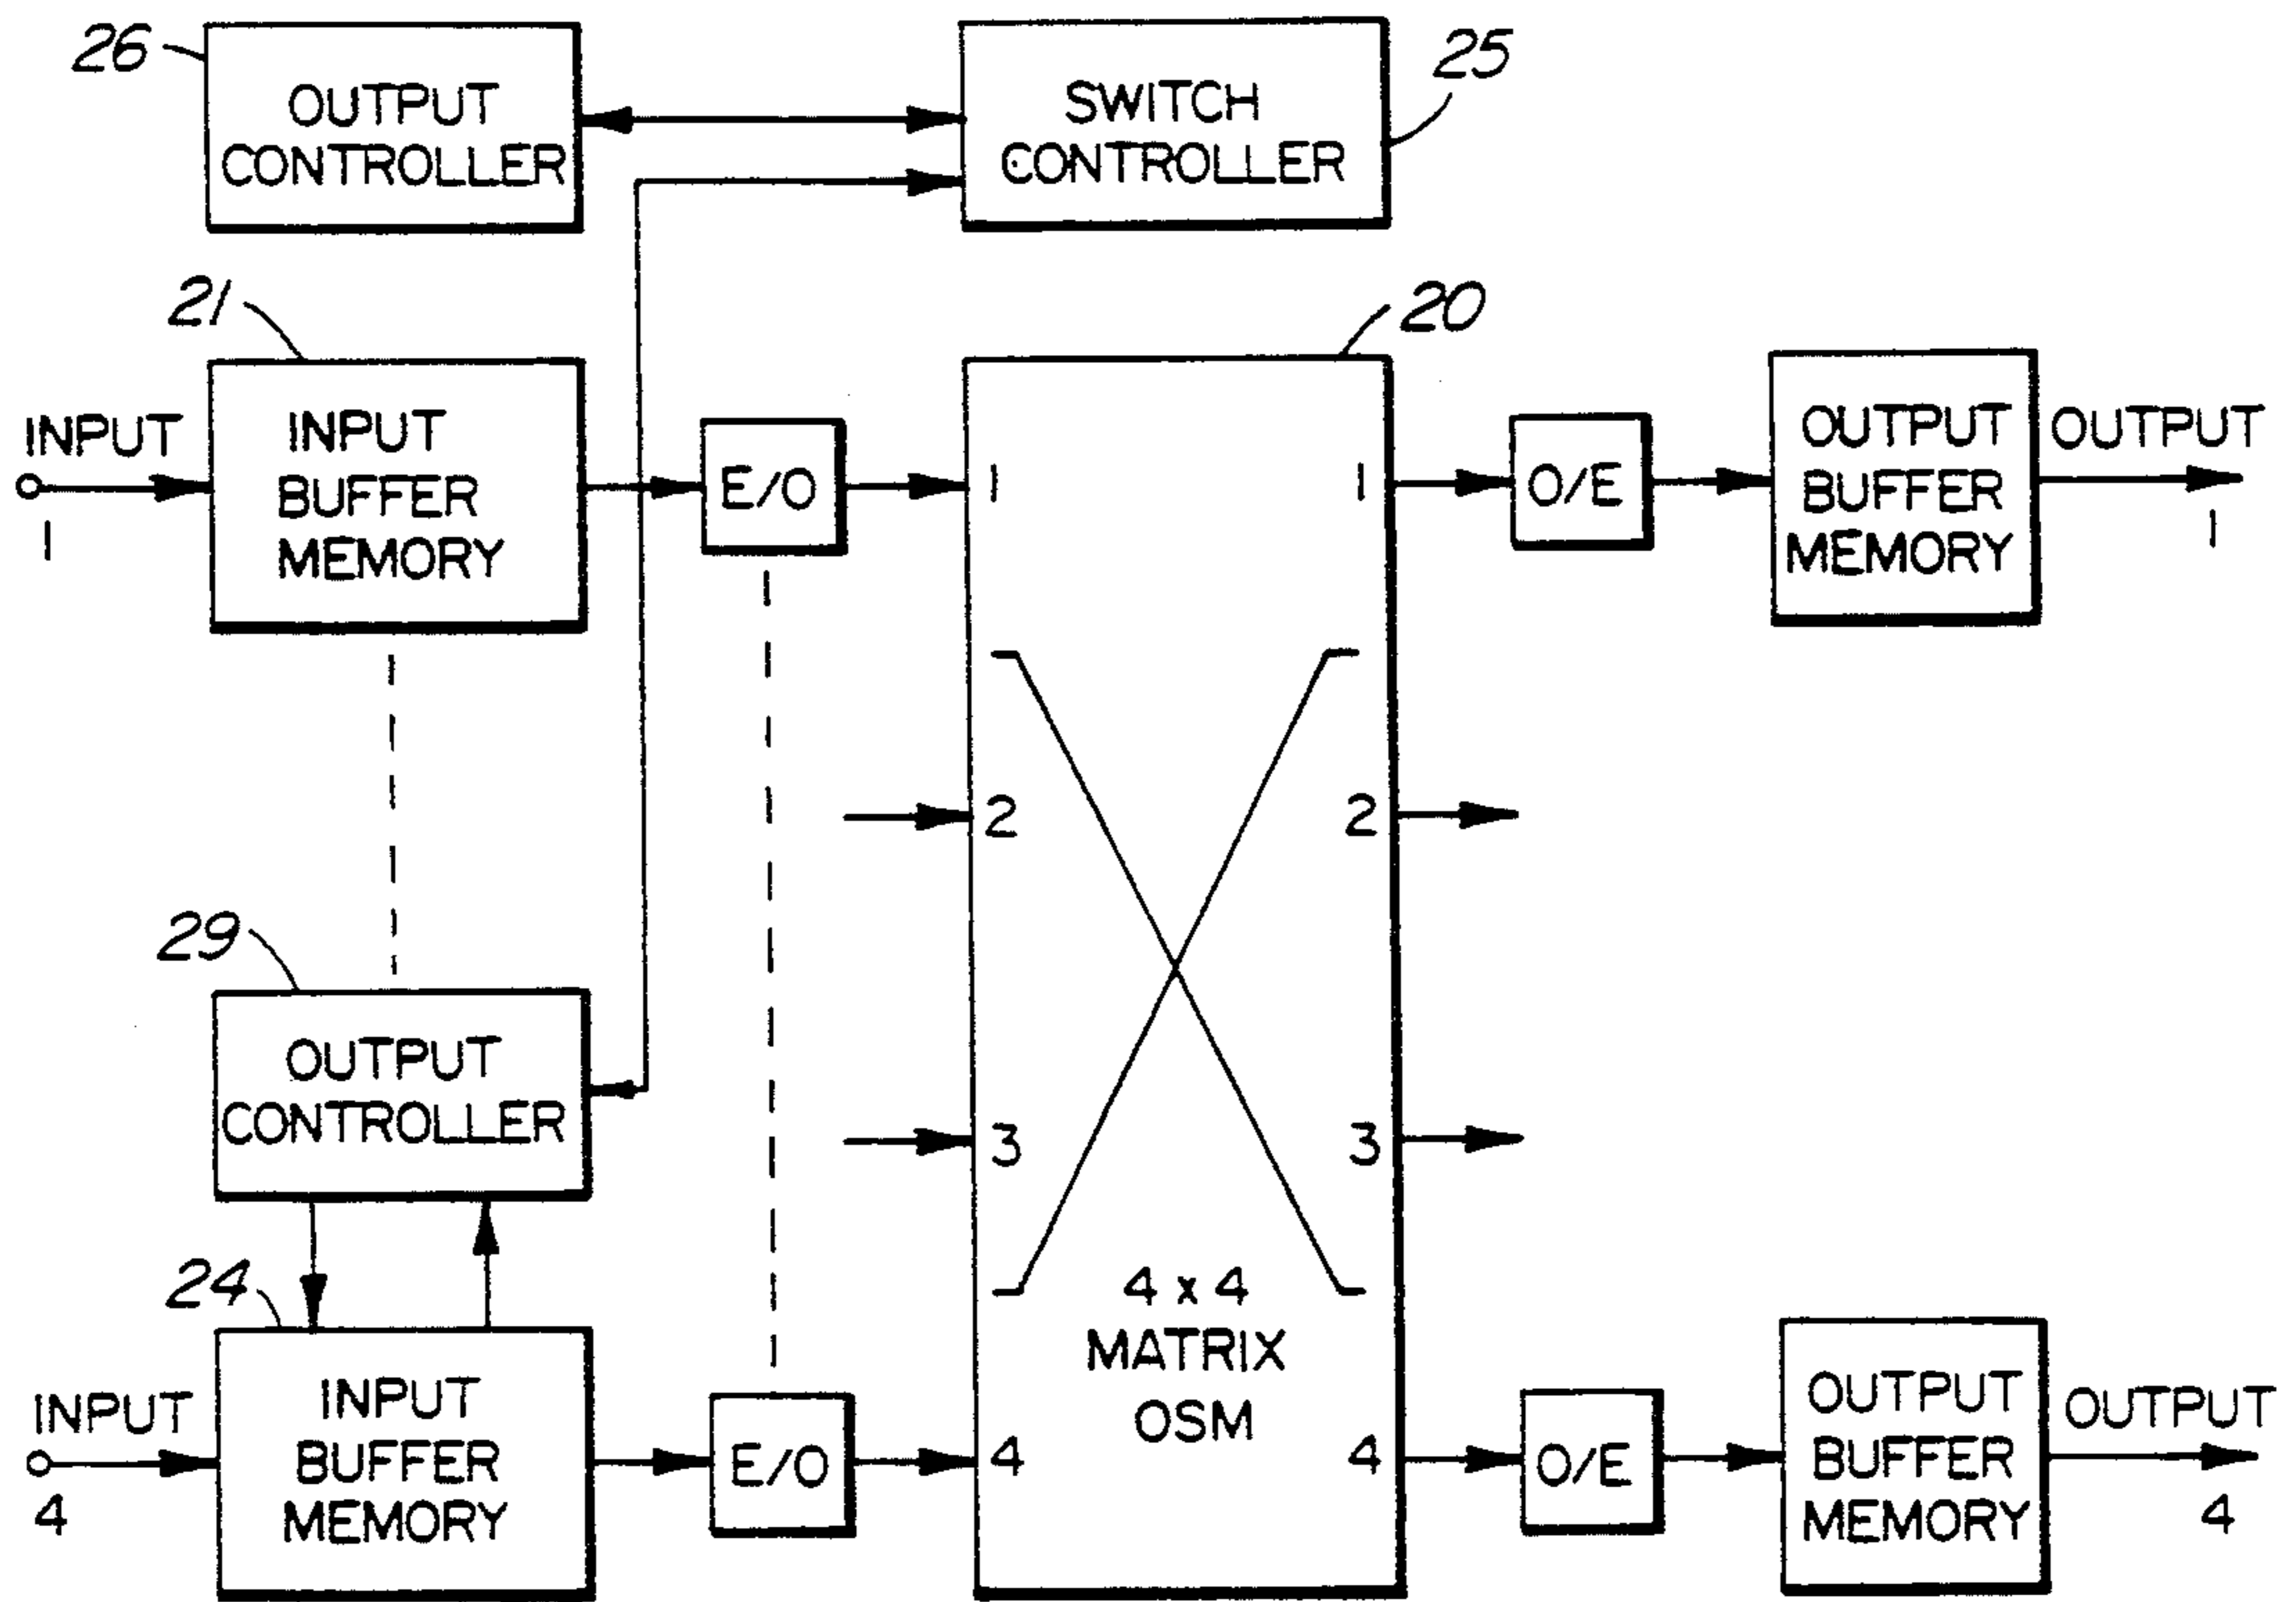 26
OUTPUT
CONTROLLER
SWITCH
CONTROLLER
25
21
INPUT
1
INPUT
BUFFER
MEMORY
E/O
20
1
2
3
4
1
2
3
4
4 x 4
MATRIX
OSM
O/E
OUTPUT
BUFFER
MEMORY
OUTPUT
1
29
OUTPUT
CONTROLLER
24
INPUT
4
INPUT
BUFFER
MEMORY
E/O
O/E
OUTPUT
BUFFER
MEMORY
OUTPUT
4